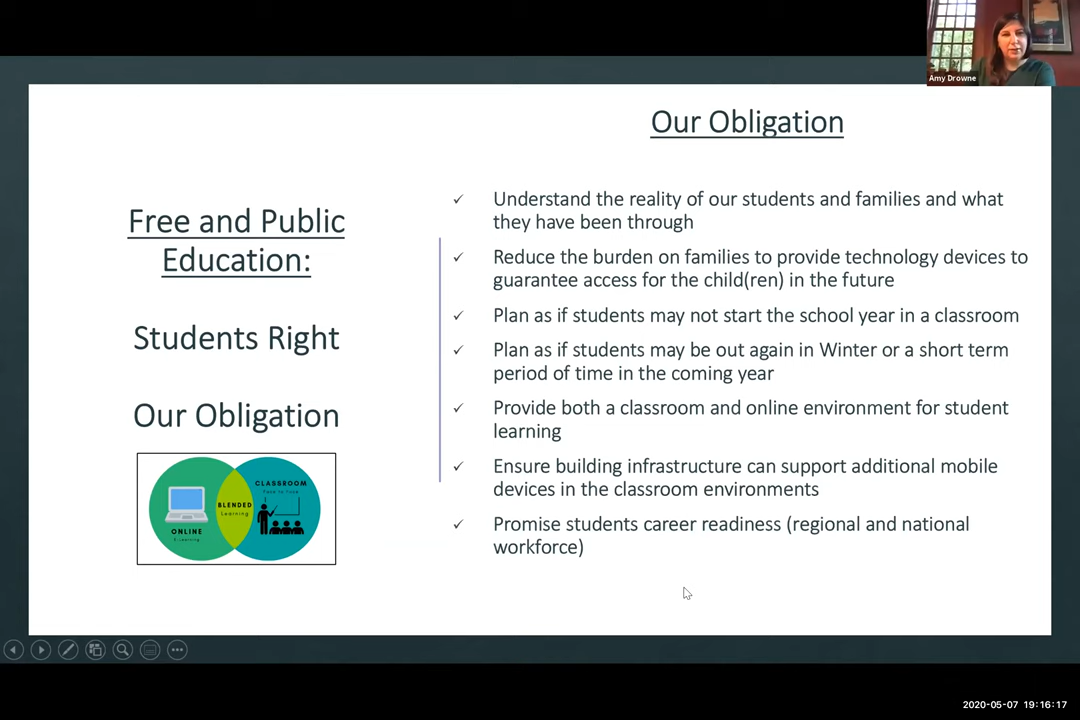 Amy Drowne
Our Obligation
Free and Public
Education:
Students Right
Our Obligation
ONLINE
E-Learning
BLENDED
Learning
CLASSROOM
Face to Face
Understand the reality of our students and families and what
they have been through
Reduce the burden on families to provide technology devices to
guarantee access for the child(ren) in the future
Plan as if students may not start the school year in a classroom
Plan as if students may be out again in Winter or a short term
period of time in the coming year
Provide both a classroom and online environment for student
learning
Ensure building infrastructure can support additional mobile
devices in the classroom environments
Promise students career readiness (regional and national
workforce)
2020-05-07 19:16:17